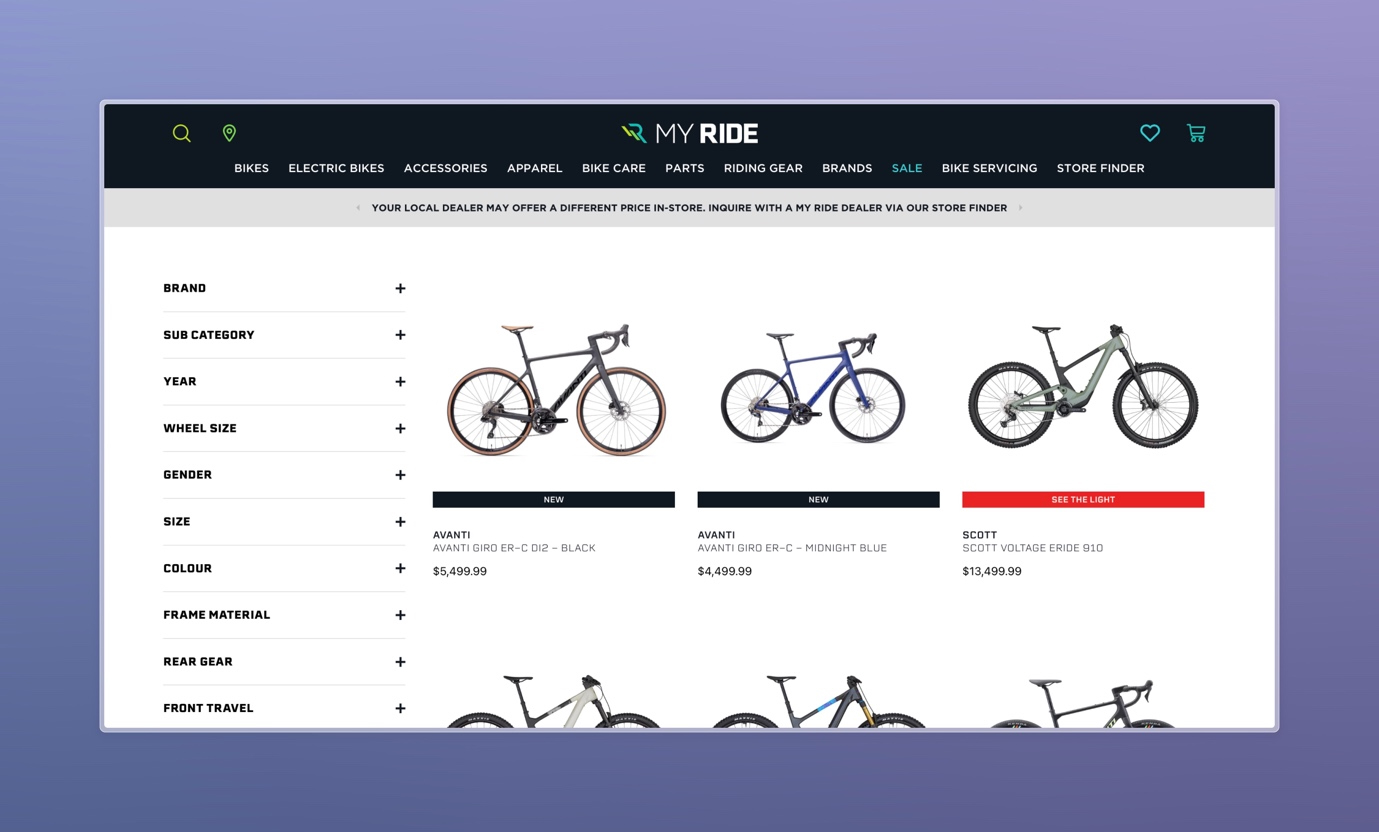 MY RIDE
BIKES ELECTRIC BIKES ACCESSORIES APPAREL BIKE CARE PARTS RIDING GEAR BRANDS SALE BIKE SERVICING STORE FINDER
YOUR LOCAL DEALER MAY OFFER A DIFFERENT PRICE IN-STORE. INQUIRE WITH A MY RIDE DEALER VIA OUR STORE FINDER
BRAND
SUB CATEGORY
YEAR
WHEEL SIZE
GENDER
SIZE
COLOUR
FRAME MATERIAL
REAR GEAR
FRONT TRAVEL
AVANTI
NEW
AVANTI
AVANTI GIRO ER-C DI2 - BLACK
$5,499.99
NEW
AVANTI
AVANTI GIRO ER-C - MIDNIGHT BLUE
$4,499.99
SEE THE LIGHT
SCOTT
SCOTT VOLTAGE ERIDE 910
$13,499.99